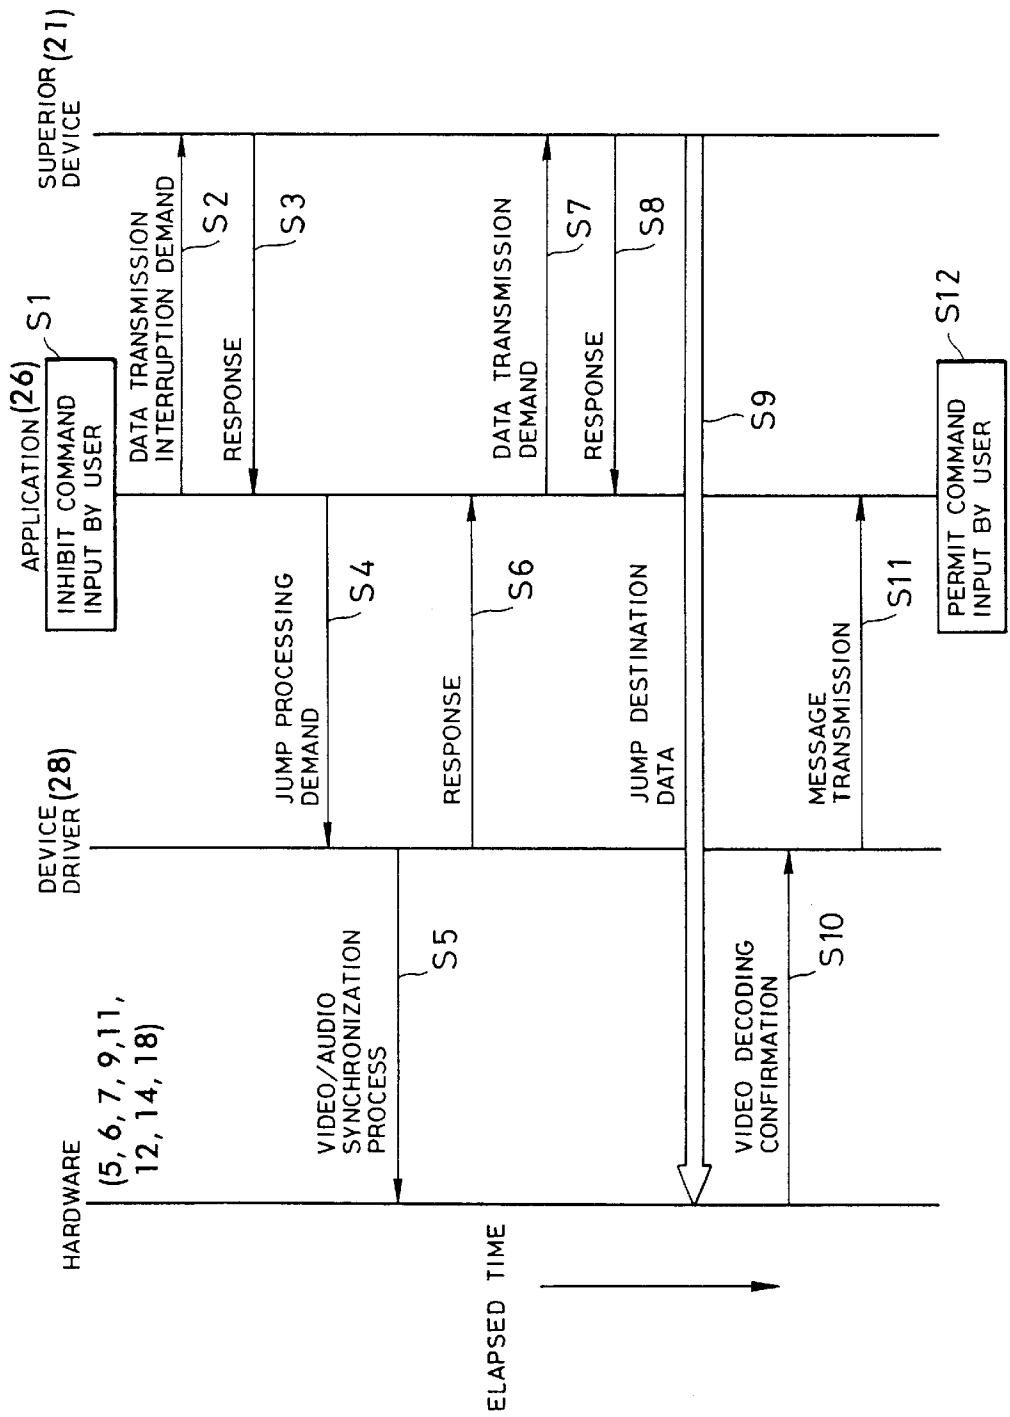 HARDWARE
(5, 6, 7, 9, 11,
12, 14, 18)
DEVICE
DRIVER (28)
APPLICATION (26)
SUPERIOR (21)
DEVICE
INHIBIT COMMAND
INPUT BY USER
S1
DATA TRANSMISSION
INTERRUPTION DEMAND
S2
RESPONSE
S3
JUMP PROCESSING
DEMAND
S4
VIDEO/AUDIO
SYNCHRONIZATION
PROCESS
S5
RESPONSE
S6
DATA TRANSMISSION
DEMAND
S7
RESPONSE
S8
JUMP DESTINATION
DATA
S9
VIDEO DECODING
CONFIRMATION
S10
MESSAGE
TRANSMISSION
S11
PERMIT COMMAND
INPUT BY USER
S12
ELAPSED TIME